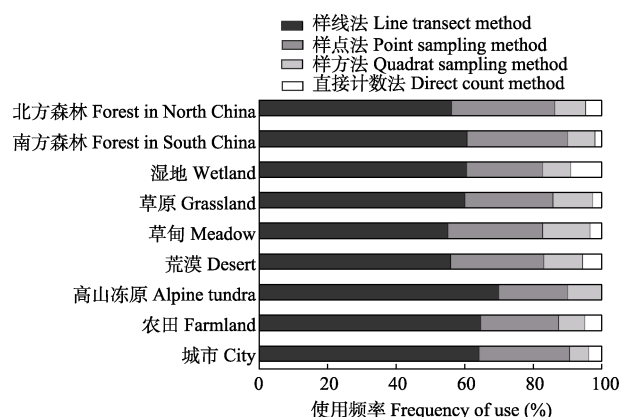 样线法 Line transect method
样点法 Point sampling method
样方法 Quadrat sampling method
直接计数法 Direct count method
北方森林 Forest in North China
南方森林 Forest in South China
湿地 Wetland
草原 Grassland
草甸 Meadow
荒漠 Desert
高山冻原 Alpine tundra
农田 Farmland
城市 City
0 20 40 60 80 100
使用频率 Frequency of use (%)